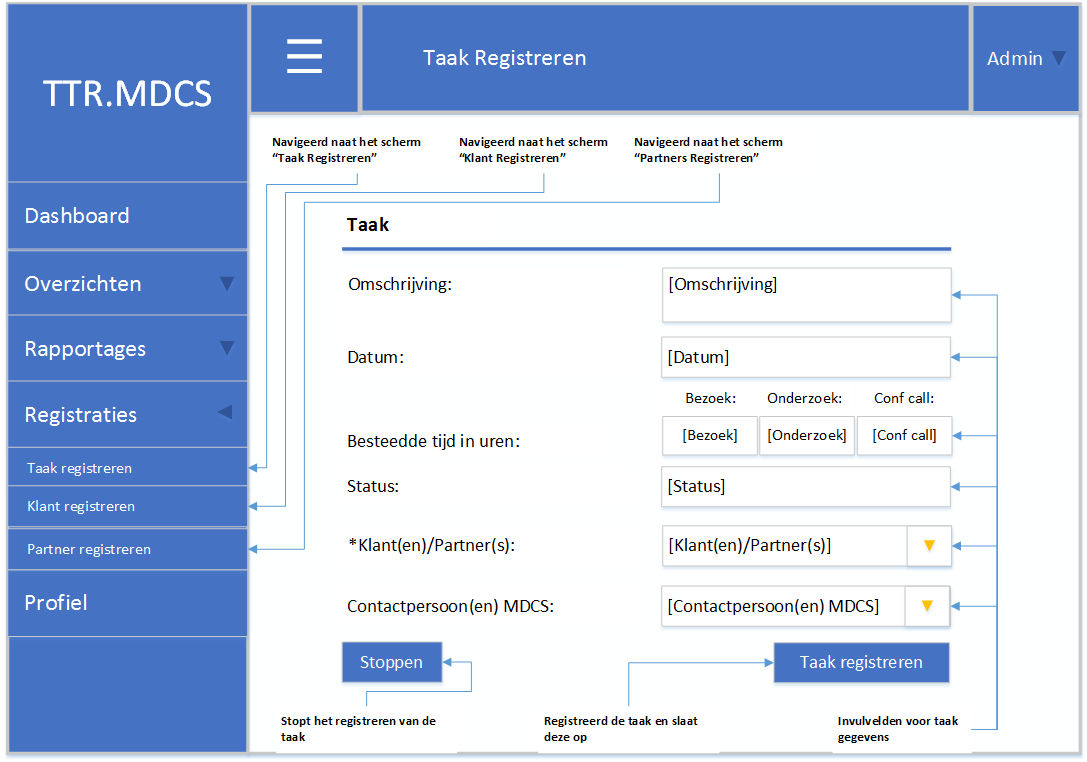 TTR.MDCS
Taak Registreren
Admin
Dashboard
Overzichten
Rapportages
Registraties
Taak registreren
Klant registreren
Partner registreren
Profiel
Navigeerd naat het scherm
“Taak Registreren”
Navigeerd naat het scherm
“Klant Registreren”
Navigeerd naat het scherm
“Partners Registreren”
Taak
Omschrijving:
[Omschrijving]
Datum:
[Datum]
Bezoek: Onderzoek: Conf call:
Besteedde tijd in uren:
[Bezoek] [Onderzoek] [Conf call]
Status:
[Status]
*Klant(en)/Partner(s):
[Klant(en)/Partner(s)]
Contactpersoon(en) MDCS:
[Contactpersoon(en) MDCS]
Stoppen
Taak registreren
Stopt het registreren van de
taak
Registreerd de taak en slaat
deze op
Invulvelden voor taak
gegevens